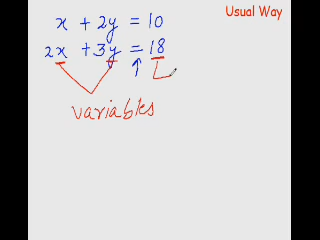 Usual Way
x + 2y = 10
2x + 3y = 18
variables